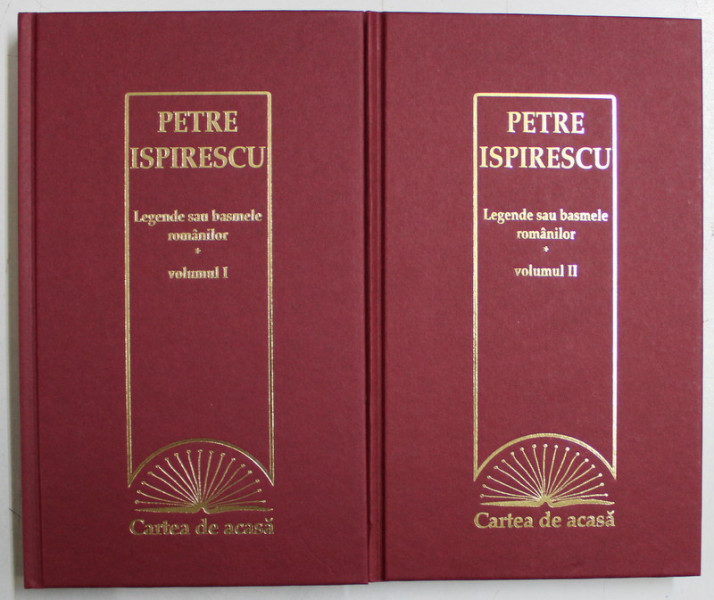 PETRE
ISPIRESCU
Legende sau basmele
românilor
*
volumul I
Cartea de acasă
PETRE
ISPIRESCU
Legende sau basmele
românilor
*
volumul II
Cartea de acasă